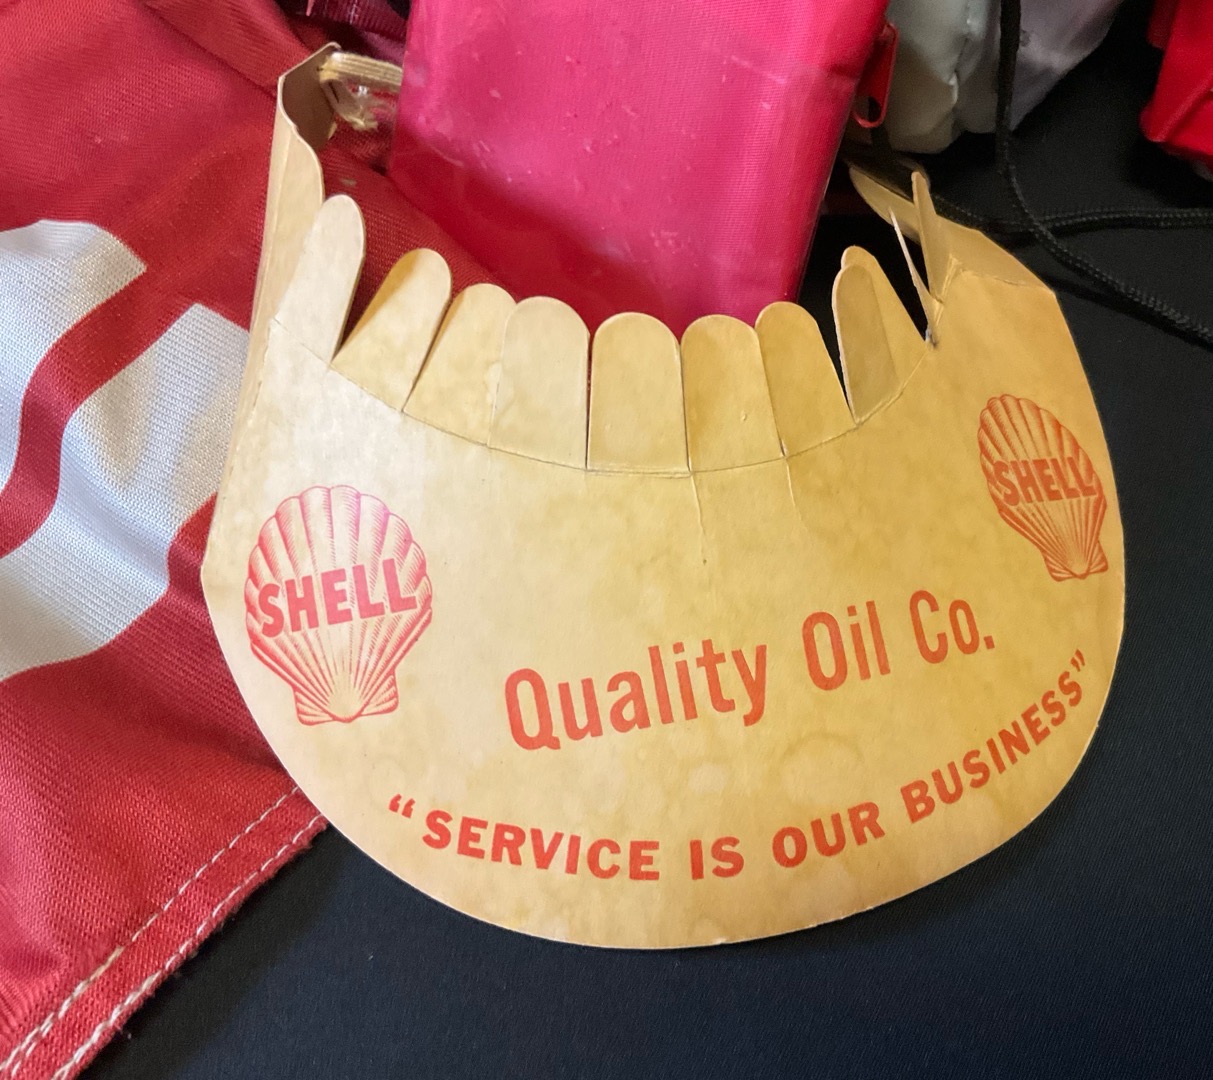 SHELL
SHELL
Quality Oil Co.
“SERVICE IS OUR BUSINESS”